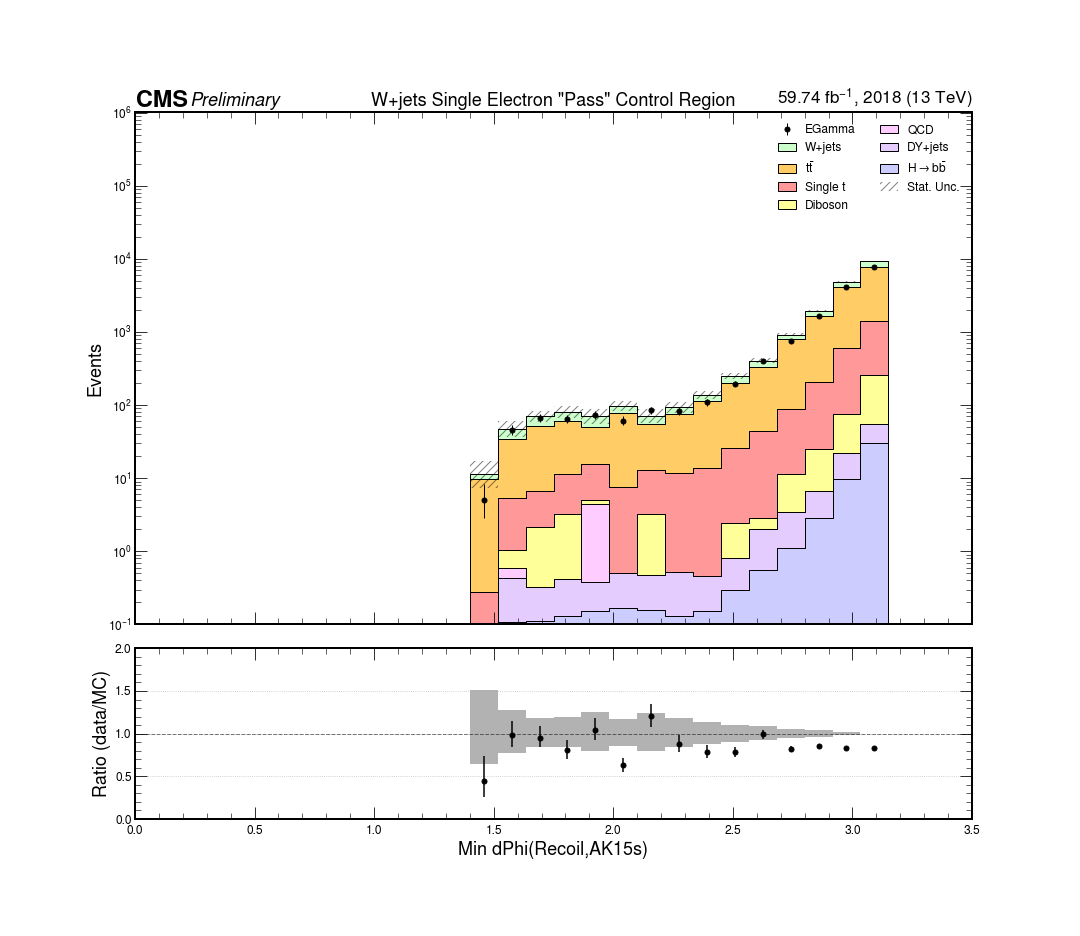 CMS Preliminary W+jets Single Electron "Pass" Control Region 59.74 fb⁻¹, 2018 (13 TeV)
EGamma QCD
W+jets DY+jets
tt̄ H→bb̄
Single t Stat. Unc.
Diboson
10⁶
10⁵
10⁴
10³
10²
10¹
10⁰
10⁻¹
Events
2.0
1.5
1.0
0.5
0.0
Ratio (data/MC)
0.0 0.5 1.0 1.5 2.0 2.5 3.0 3.5
Min dPhi(Recoil,AK15s)